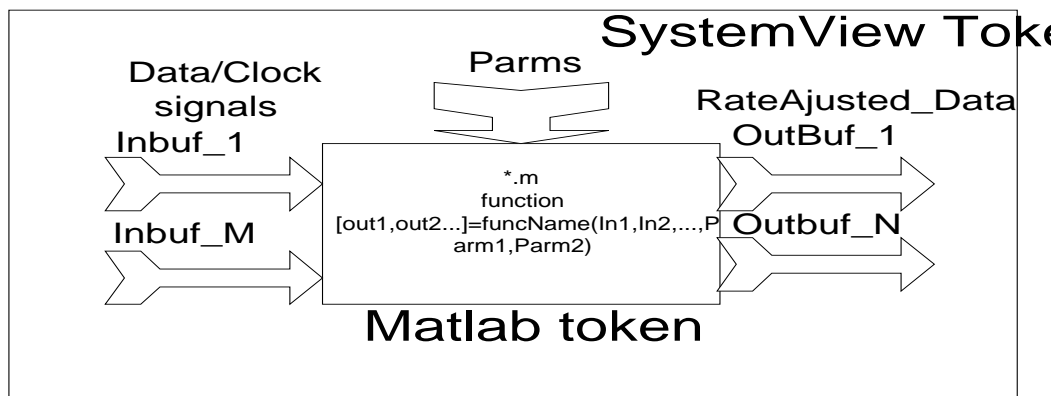 SystemView Toke
Data/Clock
signals
Parms
RateAjusted_Data
Inbuf_1
OutBuf_1
*.m
function
[out1,out2...]=funcName(In1,In2,...,P
arm1,Parm2)
Inbuf_M
Outbuf_N
Matlab token